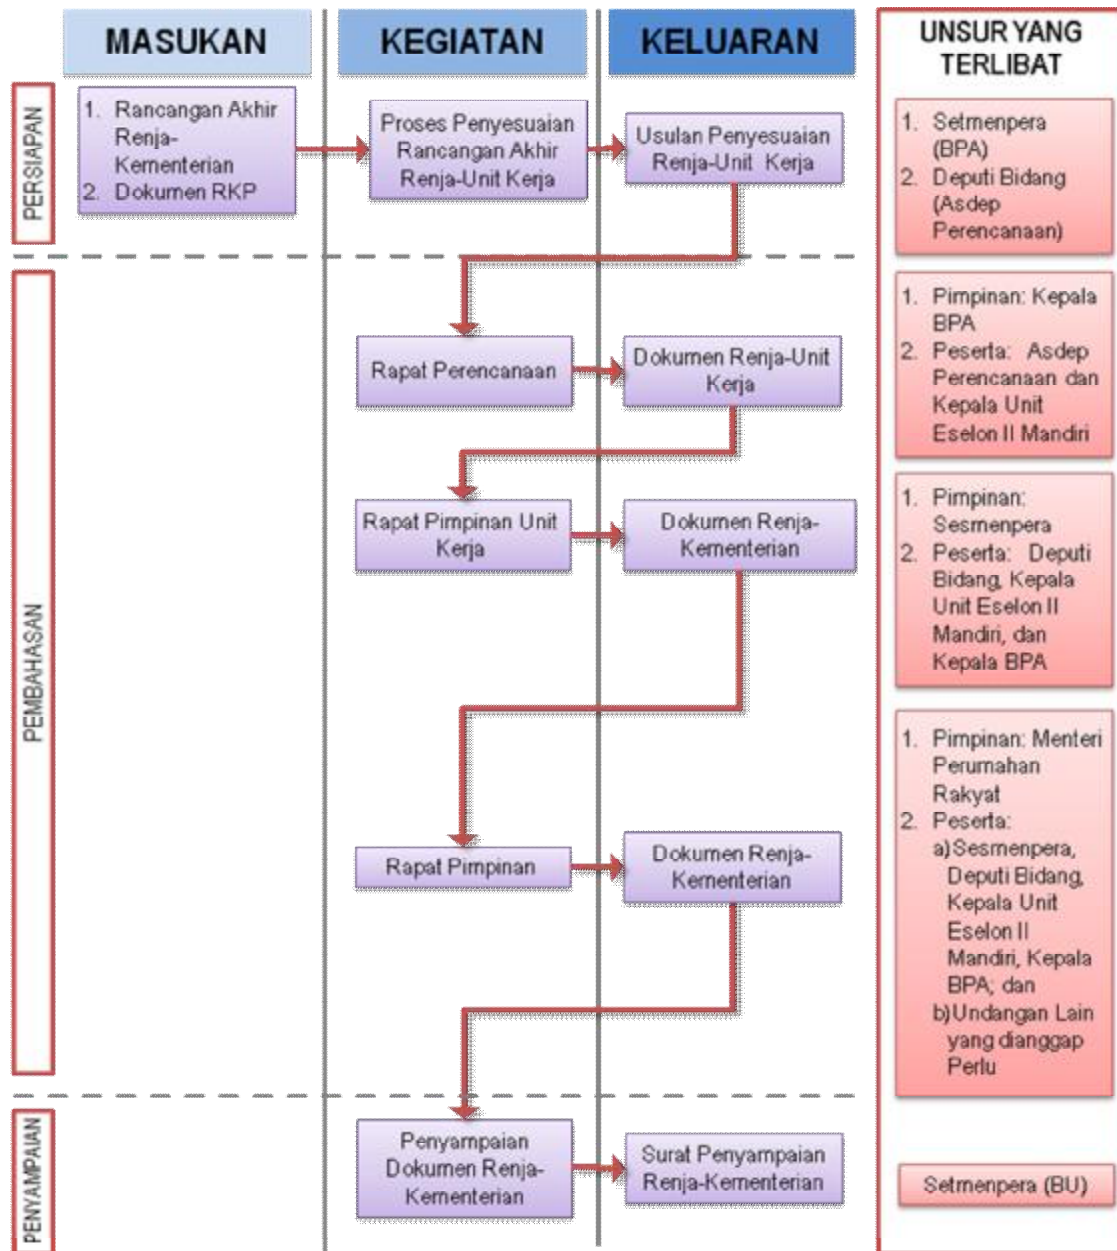 MASUKAN
KEGIATAN
KELUARAN
UNSUR YANG
TERLIBAT
PERSIAPAN
1. Rancangan Akhir
Renja-
Kementerian
2. Dokumen RKP
Proses Penyesuaian
Rancangan Akhir
Renja-Unit Kerja
Usulan Penyesuaian
Renja-Unit Kerja
1. Setmenpera
(BPA)
2. Deputi Bidang
(Asdep
Perencanaan)
PEMBAHASAN
Rapat Perencanaan
Dokumen Renja-Unit
Kerja
1. Pimpinan: Kepala
BPA
2. Peserta: Asdep
Perencanaan dan
Kepala Unit
Eselon II Mandiri
Rapat Pimpinan Unit
Kerja
Dokumen Renja-
Kementerian
1. Pimpinan:
Sesmenpera
2. Peserta: Deputi
Bidang, Kepala
Unit Eselon II
Mandiri, dan
Kepala BPA
Rapat Pimpinan
Dokumen Renja-
Kementerian
1. Pimpinan: Menteri
Perumahan
Rakyat
2. Peserta:
a)Sesmenpera,
Deputi Bidang,
Kepala Unit
Eselon II
Mandiri, Kepala
BPA; dan
b)Undangan Lain
yang dianggap
Perlu
PENYAMPAIAN
Penyampaian
Dokumen Renja-
Kementerian
Surat Penyampaian
Renja-Kementerian
Setmenpera (BU)